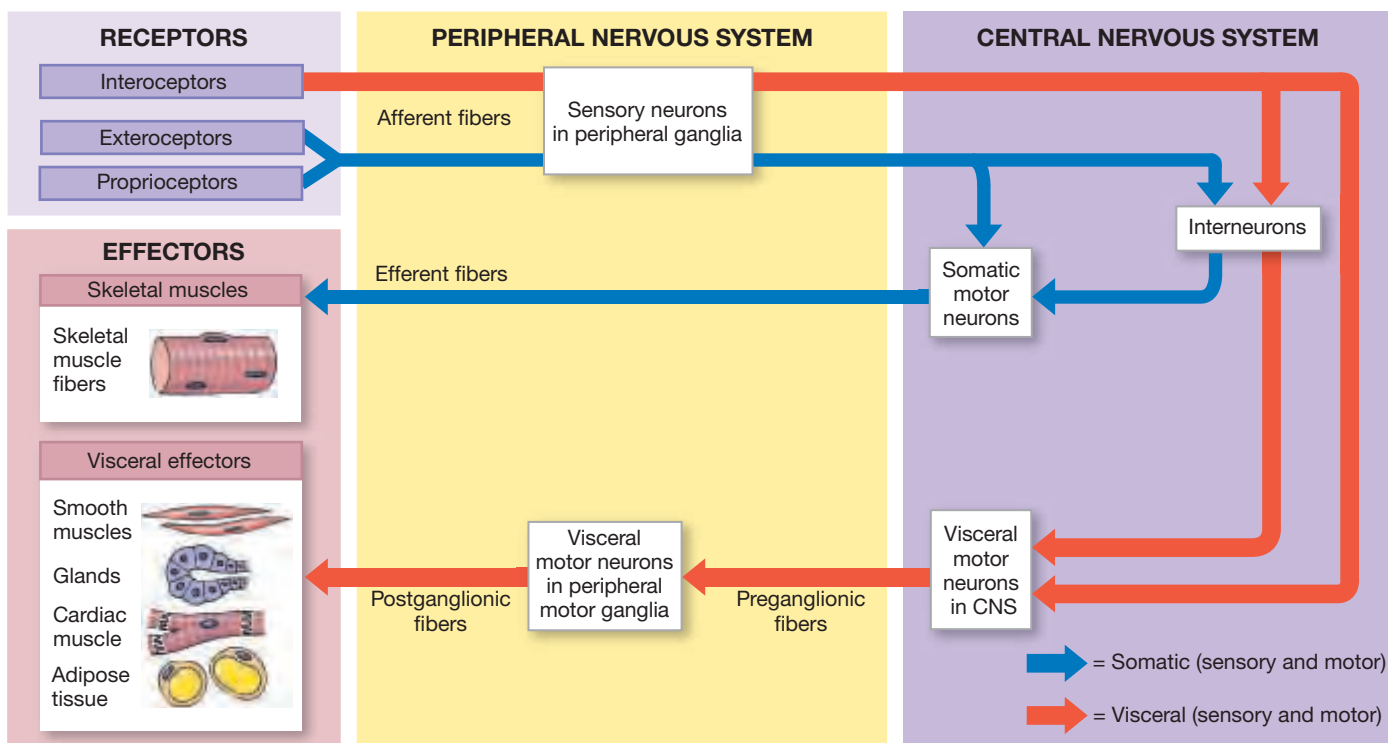 RECEPTORS
Interoceptors
Exteroceptors
Proprioceptors
PERIPHERAL NERVOUS SYSTEM
Afferent fibers
Sensory neurons
in peripheral ganglia
CENTRAL NERVOUS SYSTEM
Interneurons
Somatic
motor
neurons
Efferent fibers
EFFECTORS
Skeletal muscles
Skeletal
muscle
fibers
Visceral effectors
Smooth
muscles
Glands
Cardiac
muscle
Adipose
tissue
Postganglionic
fibers
Visceral
motor neurons
in peripheral
motor ganglia
Preganglionic
fibers
Visceral
motor
neurons
in CNS
= Somatic (sensory and motor)
= Visceral (sensory and motor)